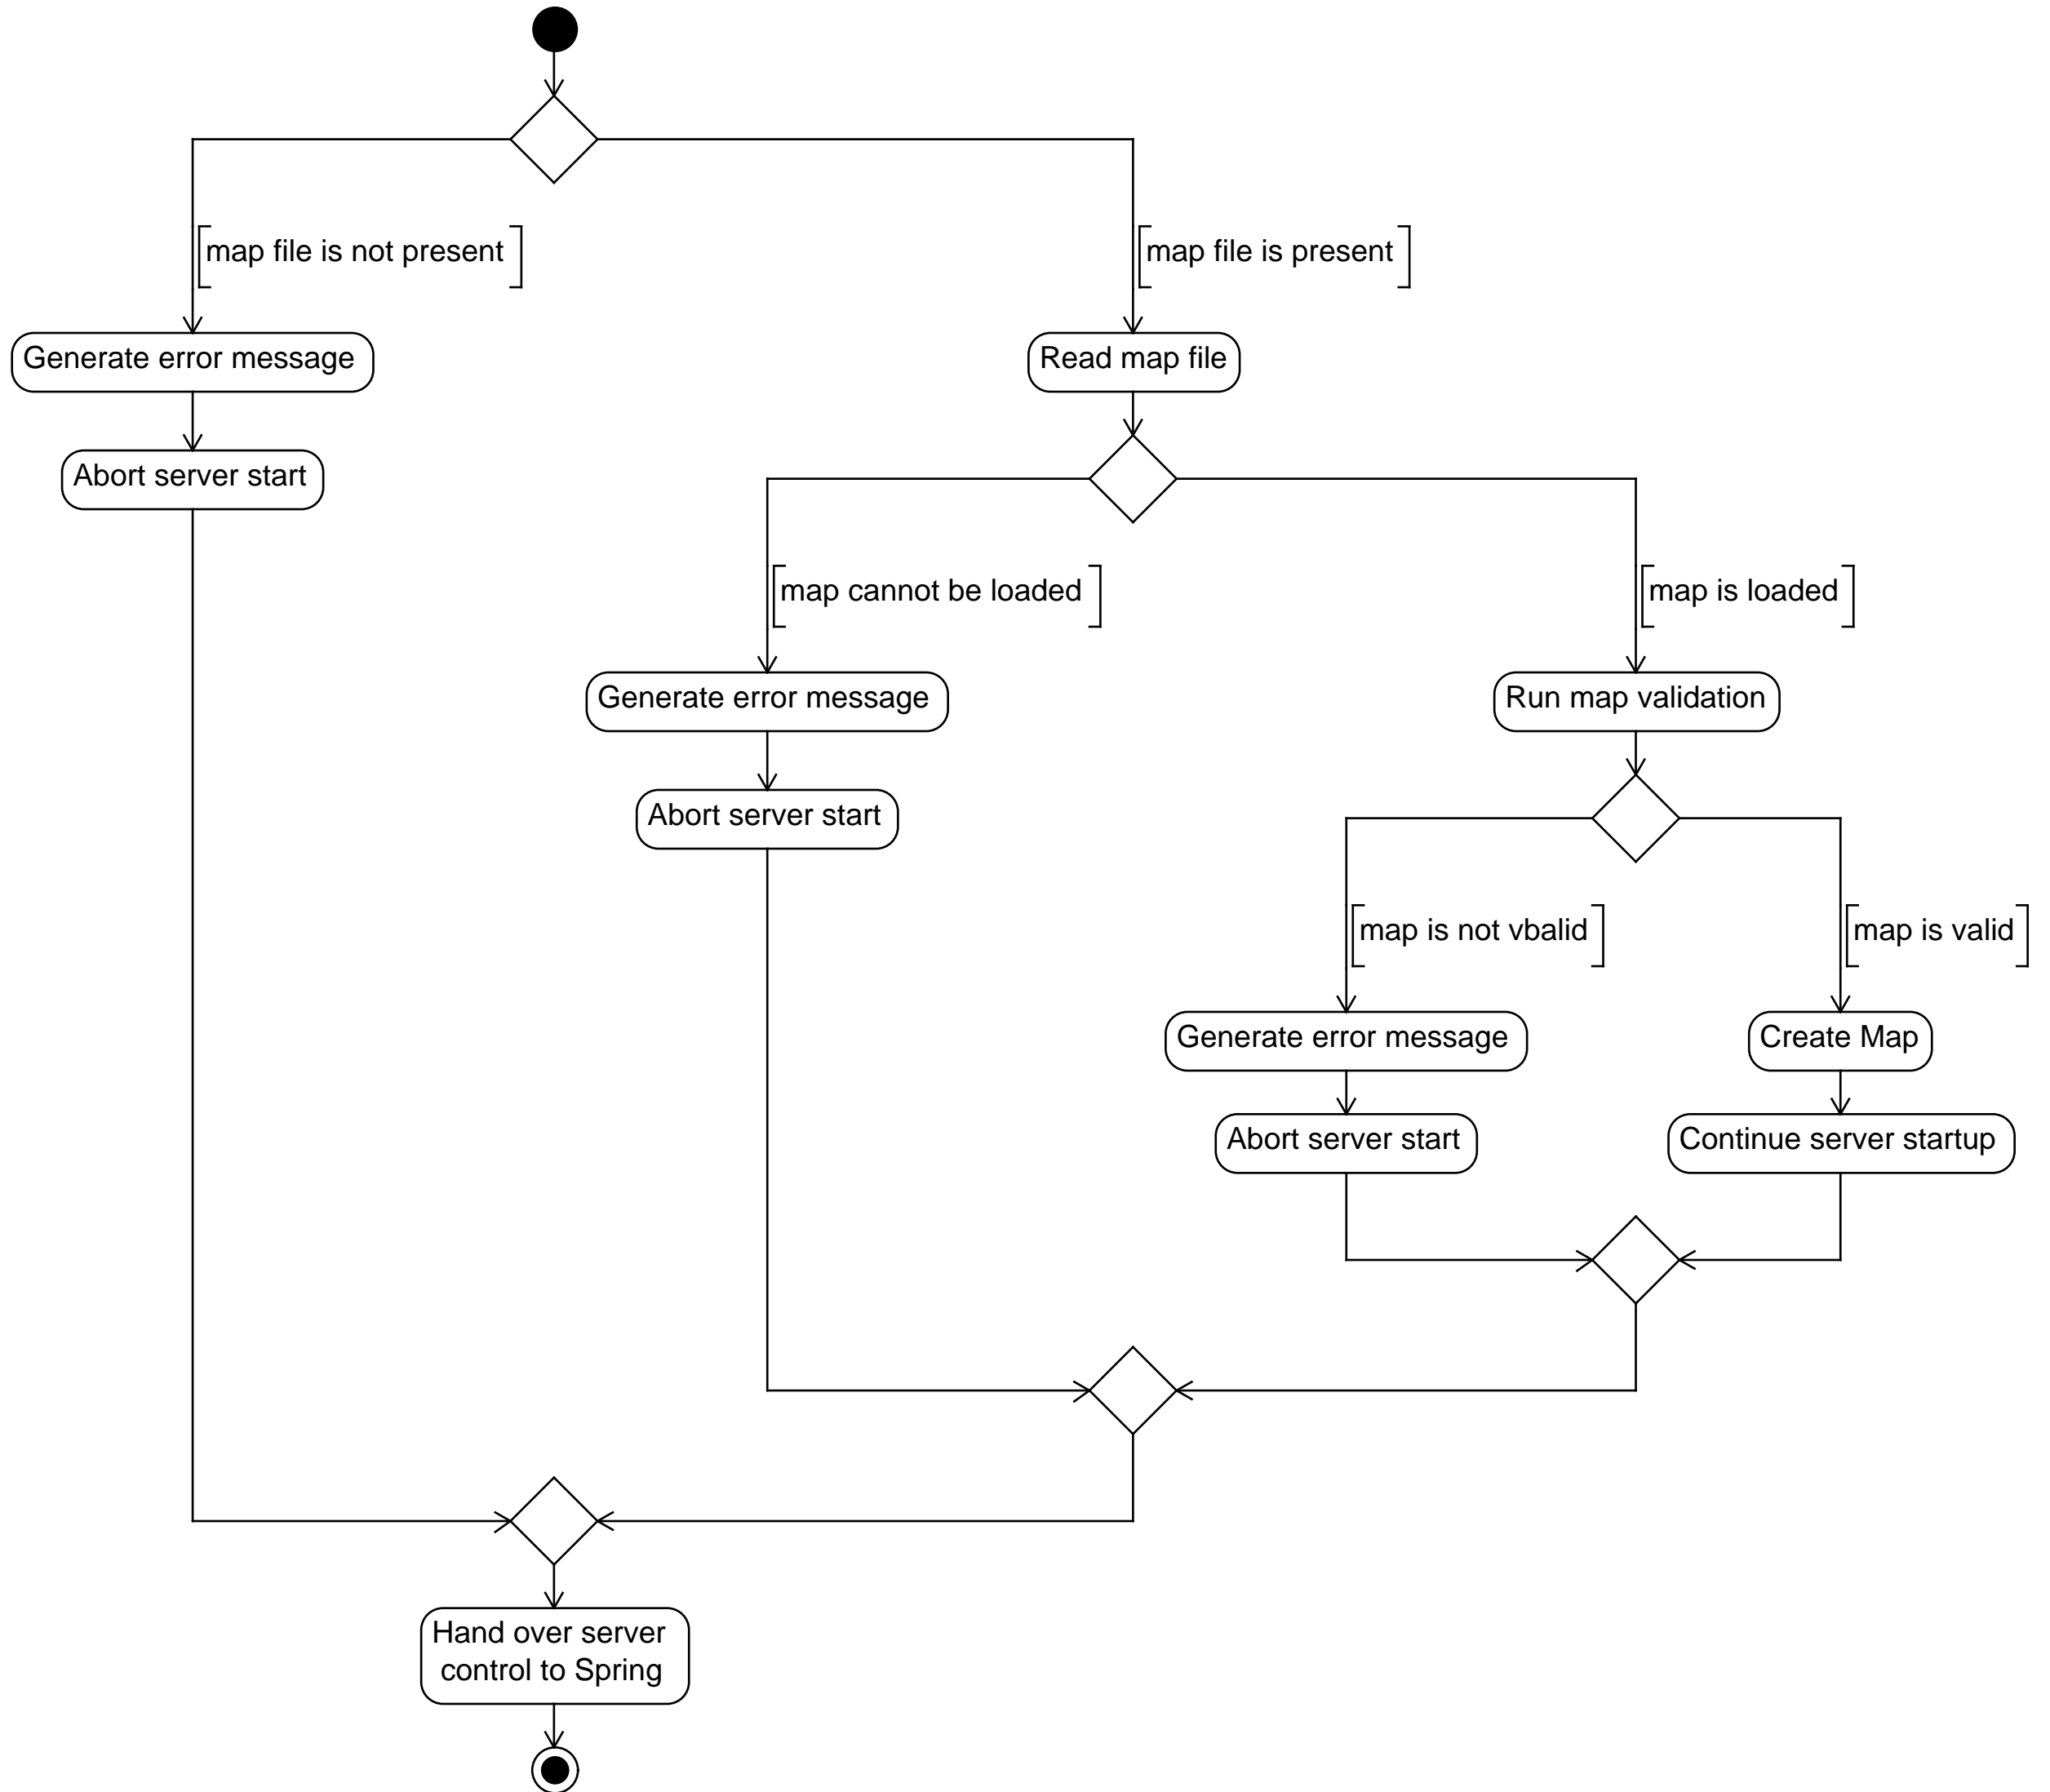 map file is not present
map file is present
Generate error message
Read map file
Abort server start
map cannot be loaded
map is loaded
Generate error message
Run map validation
Abort server start
map is not vbalid
map is valid
Generate error message
Create Map
Abort server start
Continue server startup
Hand over server
control to Spring